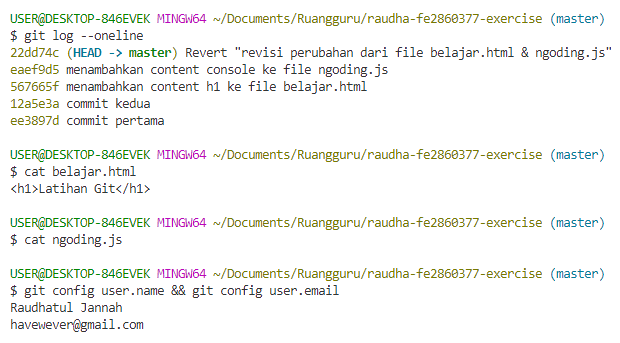 USER@DESKTOP-846EVEK MINGW64 ~/Documents/Ruangguru/raudha-fe2860377-exercise (master)
$ git log --oneline
22dd74c (HEAD -> master) Revert "revisi perubahan dari file belajar.html & ngoding.js"
eaef9d5 menambahkan content console ke file ngoding.js
567665f menambahkan content h1 ke file belajar.html
12a5e3a commit kedua
ee3897d commit pertama
USER@DESKTOP-846EVEK MINGW64 ~/Documents/Ruangguru/raudha-fe2860377-exercise (master)
$ cat belajar.html
<h1>Latihan Git</h1>
USER@DESKTOP-846EVEK MINGW64 ~/Documents/Ruangguru/raudha-fe2860377-exercise (master)
$ cat ngoding.js
USER@DESKTOP-846EVEK MINGW64 ~/Documents/Ruangguru/raudha-fe2860377-exercise (master)
$ git config user.name && git config user.email
Raudhatul Jannah
havewever@gmail.com